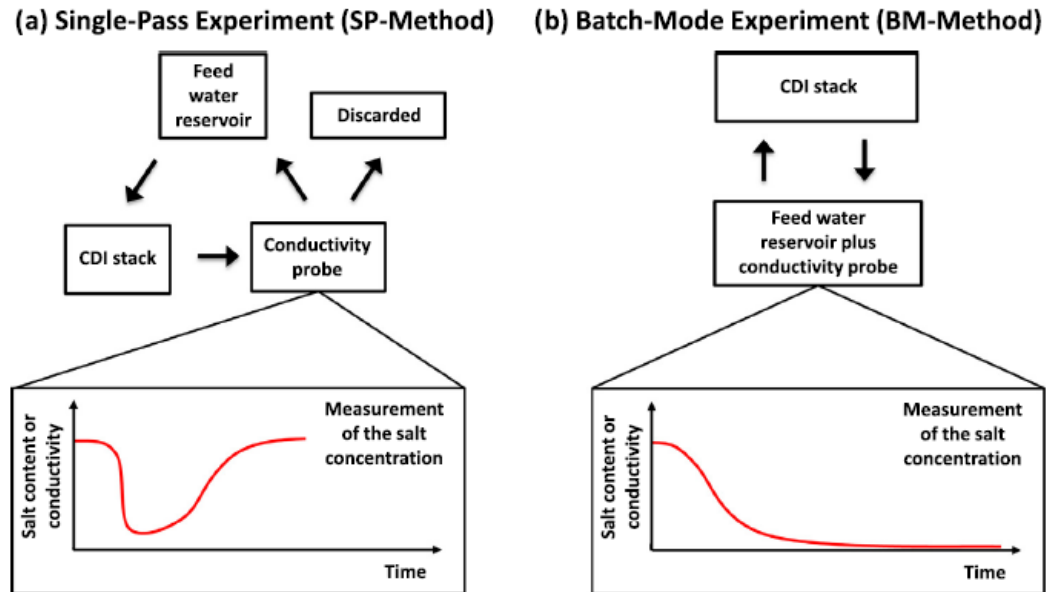 (a) Single-Pass Experiment (SP-Method)
Feed
water
reservoir
Discarded
CDI stack
Conductivity
probe
Salt content or
conductivity
Measurement
of the salt
concentration
Time
(b) Batch-Mode Experiment (BM-Method)
CDI stack
Feed water
reservoir plus
conductivity probe
Salt content or
conductivity
Measurement
of the salt
concentration
Time